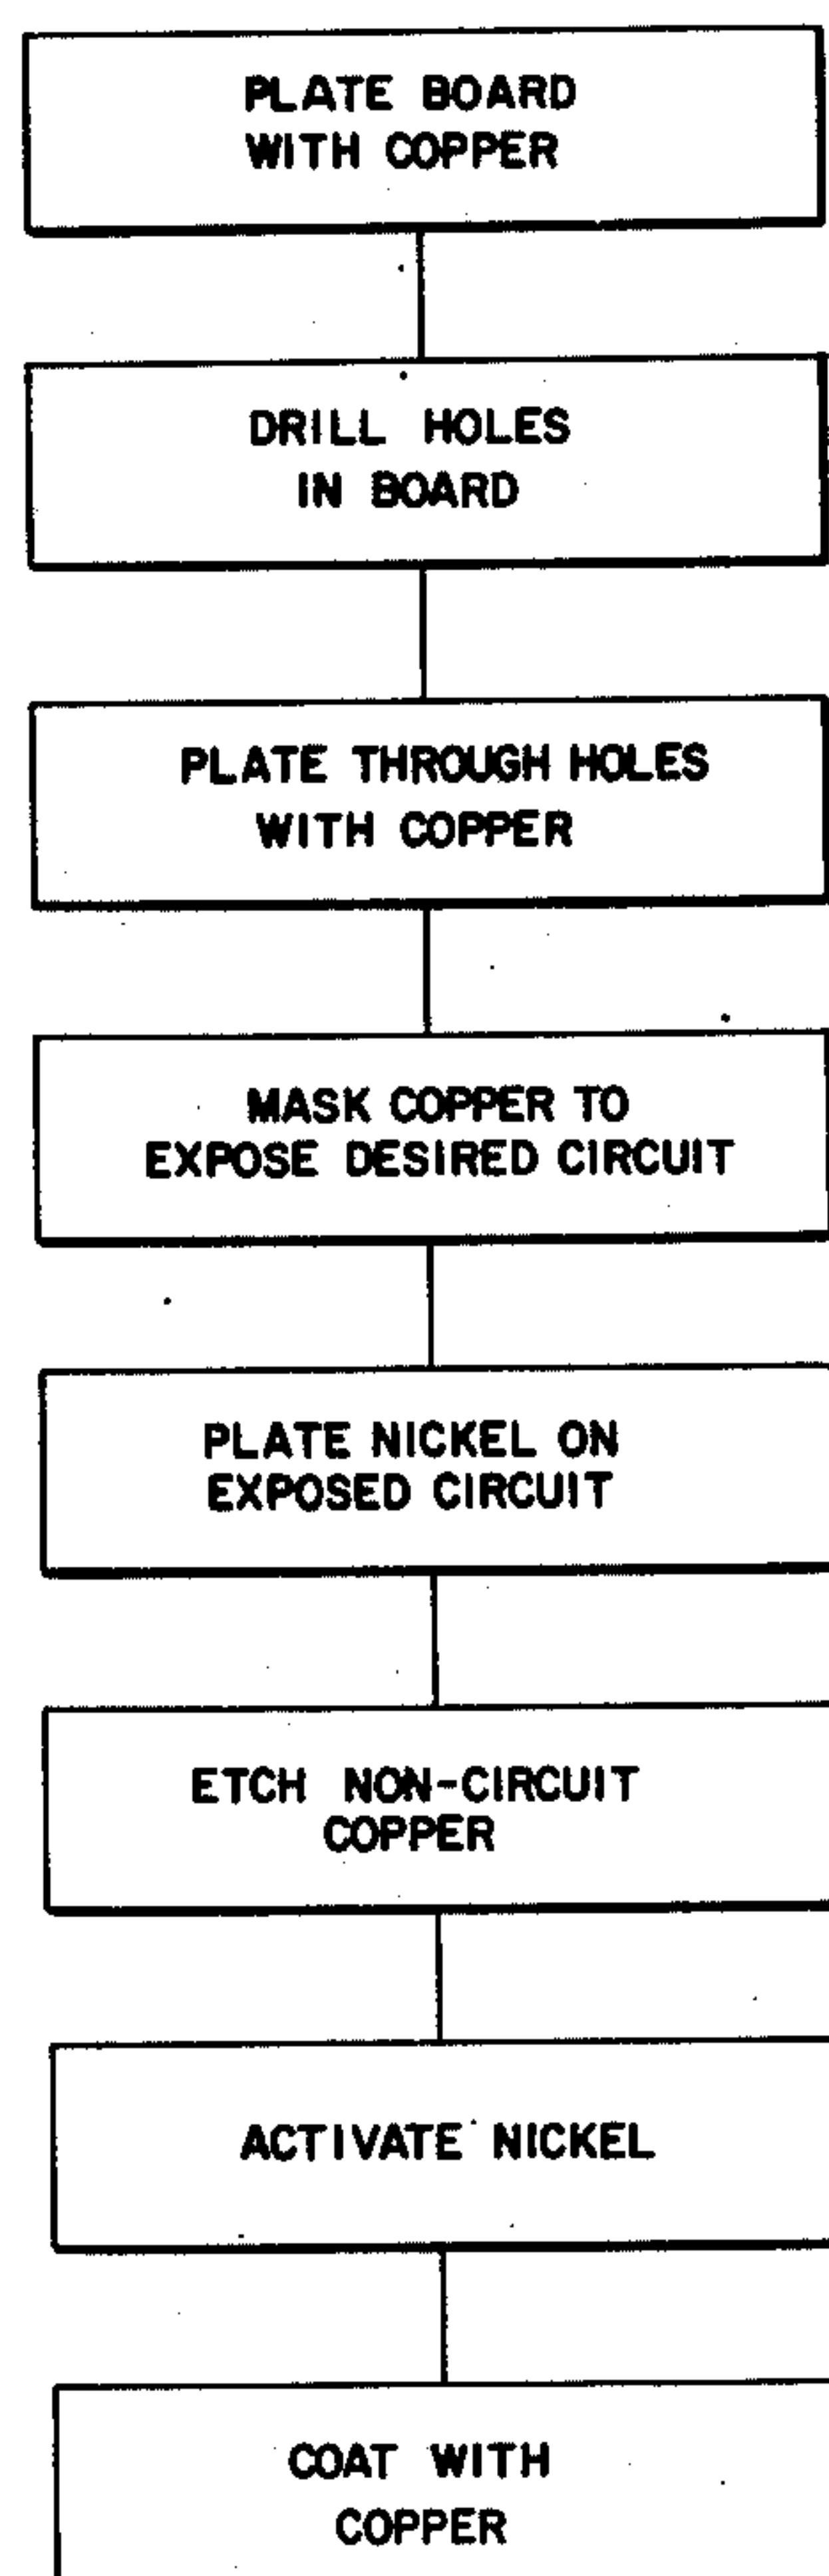 PLATE BOARD
WITH COPPER
DRILL HOLES
IN BOARD
PLATE THROUGH HOLES
WITH COPPER
MASK COPPER TO
EXPOSE DESIRED CIRCUIT
PLATE NICKEL ON
EXPOSED CIRCUIT
ETCH NON-CIRCUIT
COPPER
ACTIVATE NICKEL
COAT WITH
COPPER